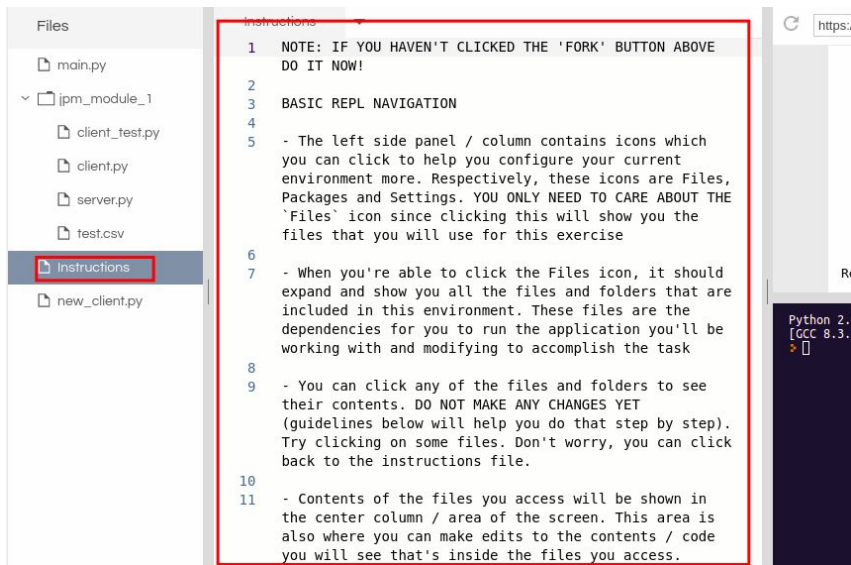 Files
main.py
jpm_module_1
client_test.py
client.py
server.py
test.csv
Instructions
new_client.py
Instructions
1 NOTE: IF YOU HAVEN'T CLICKED THE 'FORK' BUTTON ABOVE
DO IT NOW!
2
3 BASIC REPL NAVIGATION
4
5 - The left side panel / column contains icons which
you can click to help you configure your current
environment more. Respectively, these icons are Files,
Packages and Settings. YOU ONLY NEED TO CARE ABOUT THE
`Files` icon since clicking this will show you the
files that you will use for this exercise
6
7 - When you're able to click the Files icon, it should
expand and show you all the files and folders that are
included in this environment. These files are the
dependencies for you to run the application you'll be
working with and modifying to accomplish the task
8
9 - You can click any of the files and folders to see
their contents. DO NOT MAKE ANY CHANGES YET
(guidelines below will help you do that step by step).
Try clicking on some files. Don't worry, you can click
back to the instructions file.
10
11 - Contents of the files you access will be shown in
the center column / area of the screen. This area is
also where you can make edits to the contents / code
you will see that's inside the files you access.
https:
Re
Python 2.
[GCC 8.3.